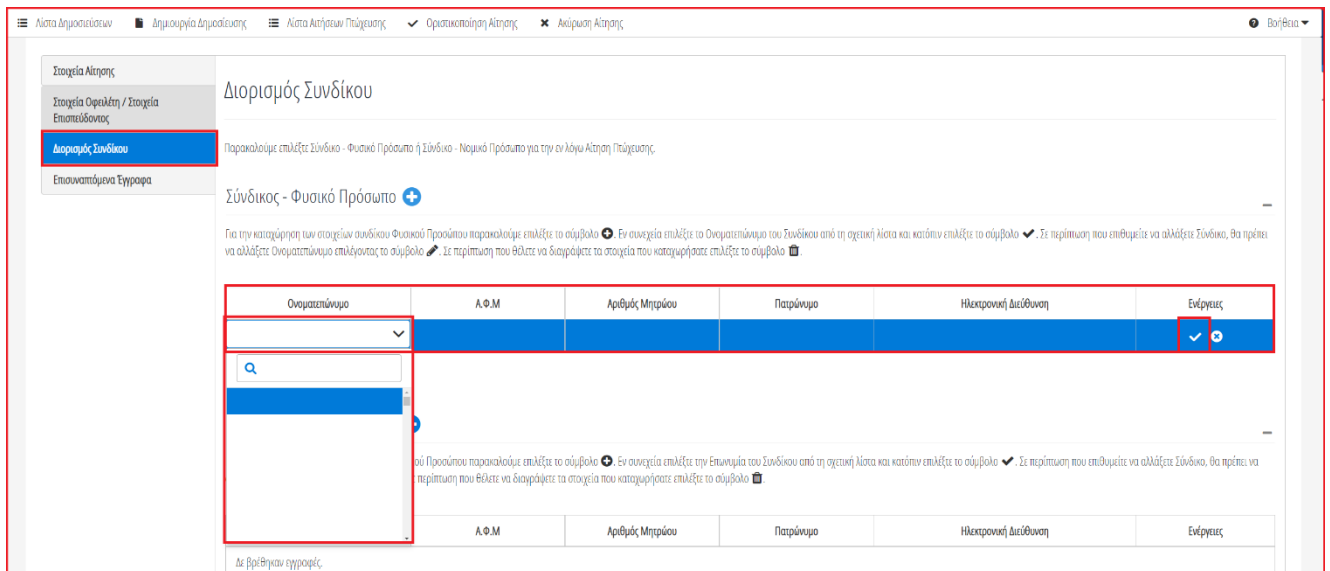 Λίστα Δημοσιεύσεων Δημιουργία Δημοσίευσης Λίστα Αιτήσεων Πτώχευσης Οριστικοποίηση Αίτησης Ακύρωση Αίτησης Βοήθεια
Στοιχεία Αίτησης
Στοιχεία Οφειλέτη / Στοιχεία
Επισπεύδοντος
Διορισμός Συνδίκου
Επισυναπτόμενα Έγγραφα
Διορισμός Συνδίκου
Παρακαλούμε επιλέξτε Σύνδικο - Φυσικό Πρόσωπο ή Σύνδικο - Νομικό Πρόσωπο για την εν λόγω Αίτηση Πτώχευσης.
Σύνδικος - Φυσικό Πρόσωπο
Για την καταχώρηση των στοιχείων συνδίκου Φυσικού Προσώπου παρακαλούμε επιλέξτε το σύμβολο . Εν συνεχεία επιλέξτε το Ονοματεπώνυμο του Συνδίκου από τη σχετική λίστα και κατόπιν επιλέξτε το σύμβολο . Σε περίπτωση που επιθυμείτε να αλλάξετε Σύνδικο, θα πρέπει
να αλλάξετε Ονοματεπώνυμο επιλέγοντας το σύμβολο . Σε περίπτωση που θέλετε να διαγράψετε τα στοιχεία που καταχωρήσατε επιλέξτε το σύμβολο .
Ονοματεπώνυμο Α.Φ.Μ Αριθμός Μητρώου Πατρώνυμο Ηλεκτρονική Διεύθυνση Ενέργειες
ού Προσώπου παρακαλούμε επιλέξτε το σύμβολο . Εν συνεχεία επιλέξτε την Επωνυμία του Συνδίκου από τη σχετική λίστα και κατόπιν επιλέξτε το σύμβολο . Σε περίπτωση που επιθυμείτε να αλλάξετε Σύνδικο, θα πρέπει να
περίπτωση που θέλετε να διαγράψετε τα στοιχεία που καταχωρήσατε επιλέξτε το σύμβολο .
Α.Φ.Μ Αριθμός Μητρώου Πατρώνυμο Ηλεκτρονική Διεύθυνση Ενέργειες
Δε βρέθηκαν εγγραφές.